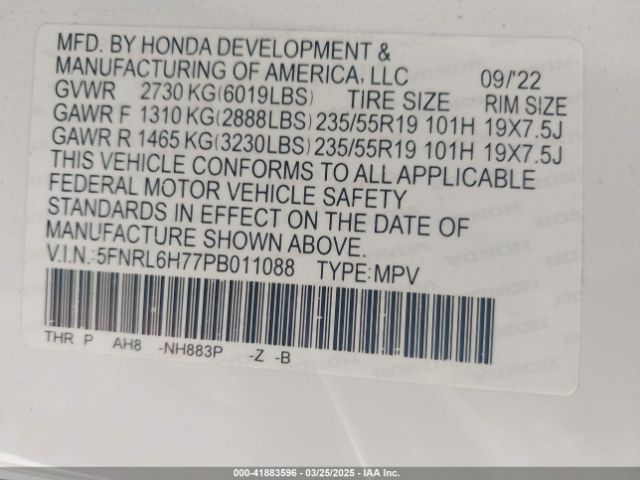 MFD. BY HONDA DEVELOPMENT &
MANUFACTURING OF AMERICA, LLC 09/'22
GVWR 2730 KG(6019LBS) TIRE SIZE RIM SIZE
GAWR F 1310 KG(2888LBS) 235/55R19 101H 19X7.5J
GAWR R 1465 KG(3230LBS) 235/55R19 101H 19X7.5J
THIS VEHICLE CONFORMS TO ALL APPLICABLE
FEDERAL MOTOR VEHICLE SAFETY
STANDARDS IN EFFECT ON THE DATE OF
MANUFACTURE SHOWN ABOVE.
V.I.N.:5FNRL6H77PB011088 TYPE:MPV
THR P AH8 -NH883P -Z -B
000-41883596 - 03/25/2025 - IAA Inc.